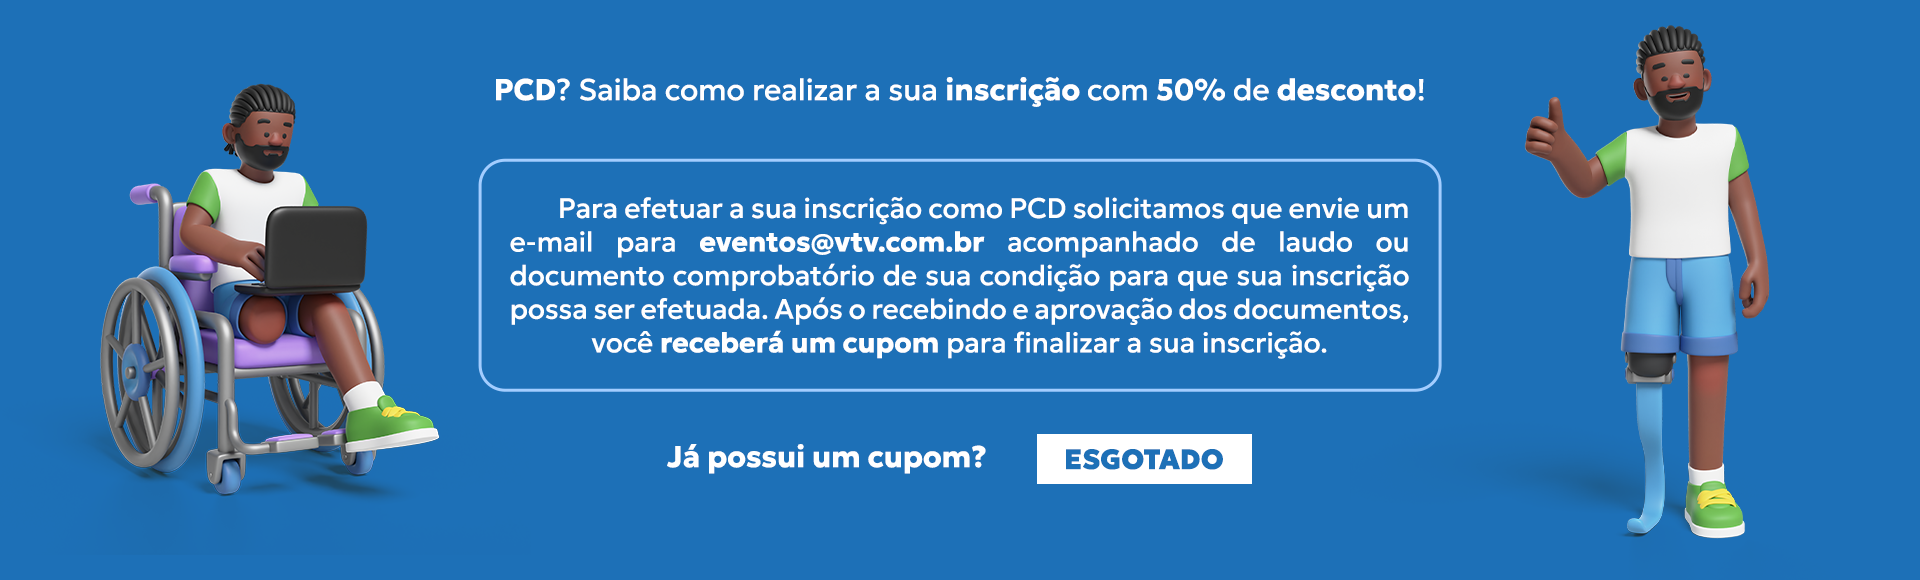 PCD? Saiba como realizar a sua inscrição com 50% de desconto!
Para efetuar a sua inscrição como PCD solicitamos que envie um
e-mail para eventos@vtv.com.br acompanhado de laudo ou
documento comprobatório de sua condição para que sua inscrição
possa ser efetuada. Após o recebindo e aprovação dos documentos,
você receberá um cupom para finalizar a sua inscrição.
Já possui um cupom? ESGOTADO